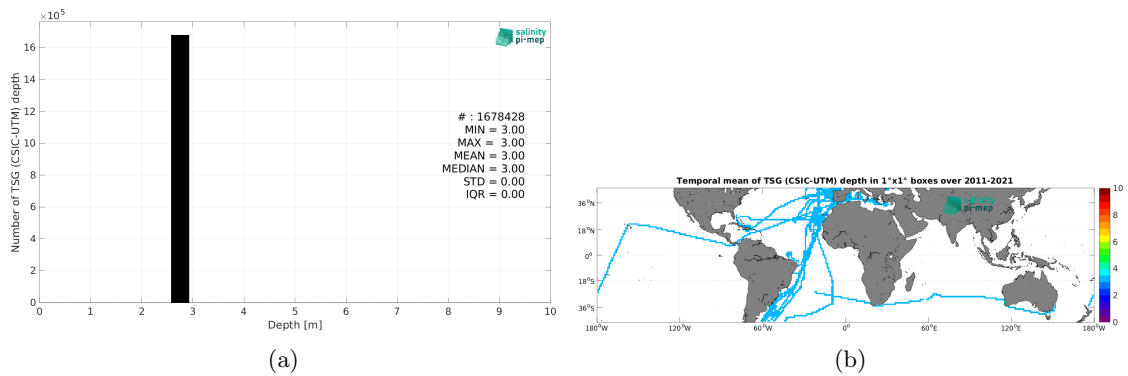 ×10⁵
16
14
12
10
8
6
4
2
0
Number of TSG (CSIC-UTM) depth
0 1 2 3 4 5 6 7 8 9 10
Depth [m]
salinity
pi-mep
# : 1678428
MIN = 3.00
MAX = 3.00
MEAN = 3.00
MEDIAN = 3.00
STD = 0.00
IQR = 0.00
(a)
Temporal mean of TSG (CSIC-UTM) depth in 1°x1° boxes over 2011-2021
salinity
pi-mep
36°N
18°N
0°
18°S
36°S
180°W 120°W 60°W 0° 60°E 120°E 180°W
10
8
6
4
2
0
(b)